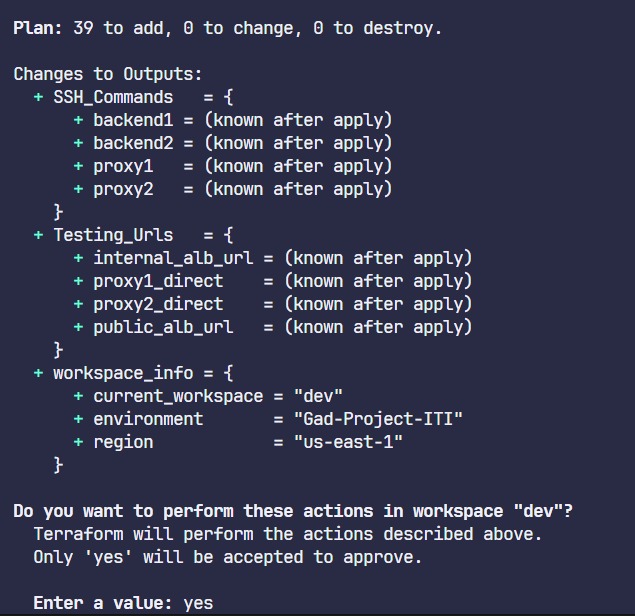 Plan: 39 to add, 0 to change, 0 to destroy.
Changes to Outputs:
+ SSH_Commands   = {
+ backend1 = (known after apply)
+ backend2 = (known after apply)
+ proxy1   = (known after apply)
+ proxy2   = (known after apply)
}
+ Testing_Urls   = {
+ internal_alb_url = (known after apply)
+ proxy1_direct    = (known after apply)
+ proxy2_direct    = (known after apply)
+ public_alb_url   = (known after apply)
}
+ workspace_info = {
+ current_workspace = "dev"
+ environment       = "Gad-Project-ITI"
+ region            = "us-east-1"
}
Do you want to perform these actions in workspace "dev"?
Terraform will perform the actions described above.
Only 'yes' will be accepted to approve.
Enter a value: yes